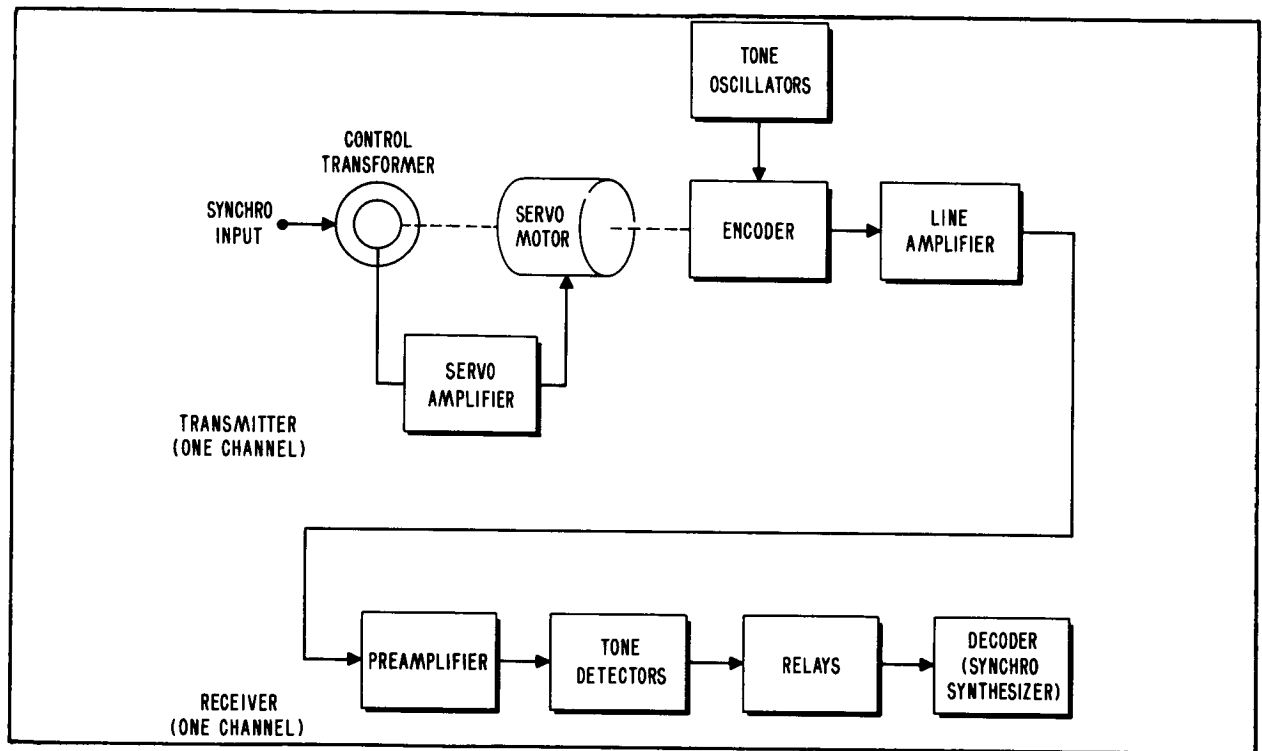 TONE
OSCILLATORS
CONTROL
TRANSFORMER
SYNCHRO
INPUT
SERVO
MOTOR
ENCODER
LINE
AMPLIFIER
SERVO
AMPLIFIER
TRANSMITTER
(ONE CHANNEL)
PREAMPLIFIER
TONE
DETECTORS
RELAYS
DECODER
(SYNCHRO
SYNTHESIZER)
RECEIVER
(ONE CHANNEL)